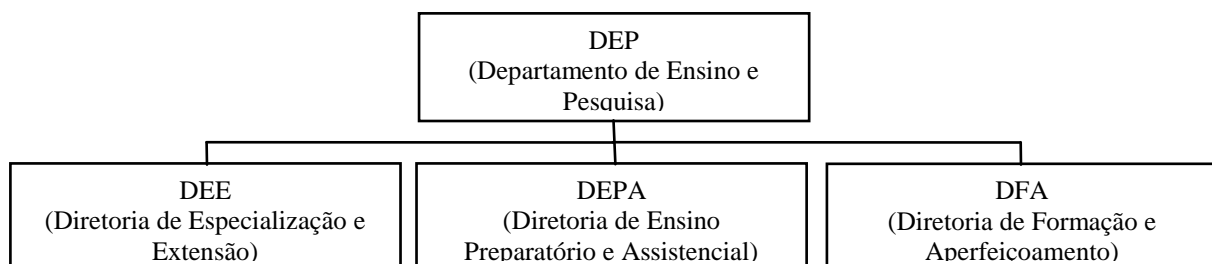 DEP
(Departamento de Ensino e
Pesquisa)
DEE
(Diretoria de Especialização e
Extensão)
DEPA
(Diretoria de Ensino
Preparatório e Assistencial)
DFA
(Diretoria de Formação e
Aperfeiçoamento)